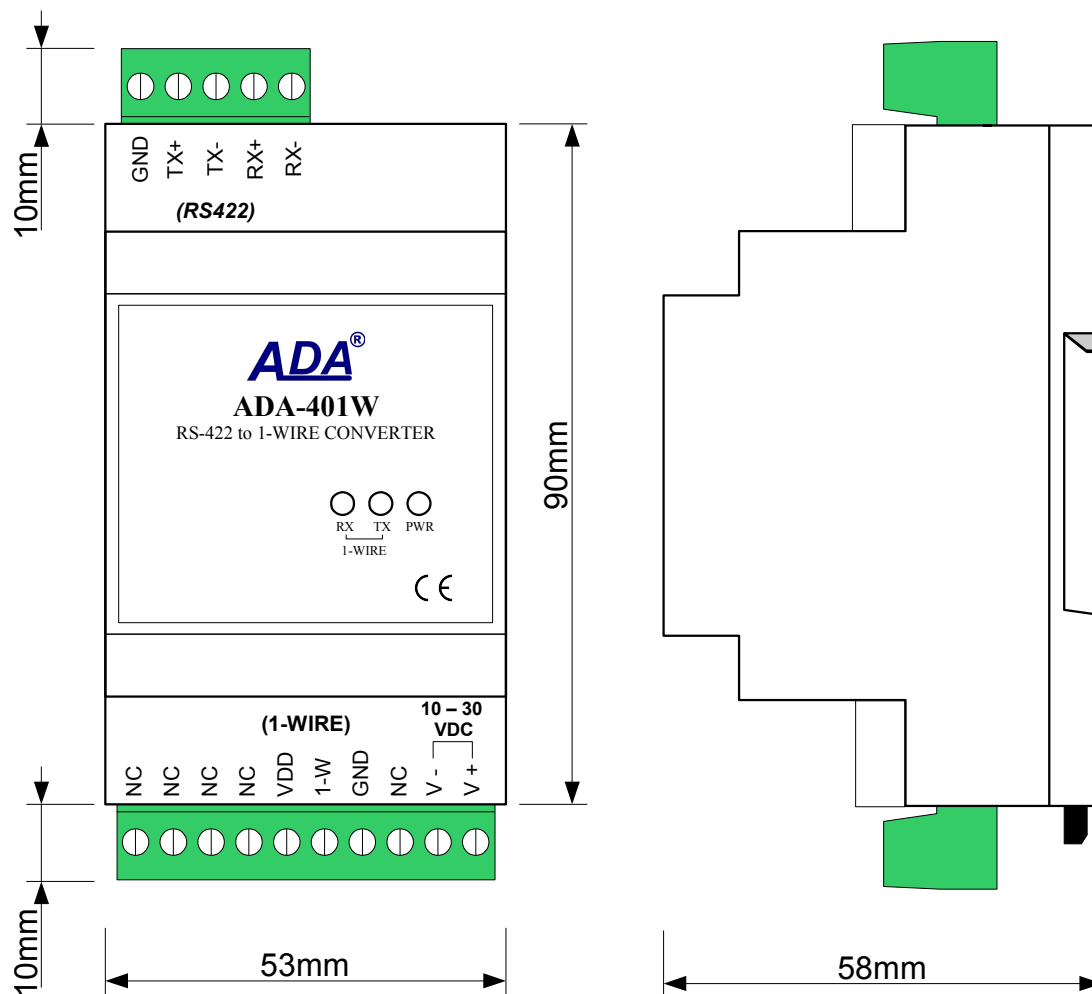 10mm
GND TX+ TX- RX+ RX-
(RS422)
ADA®
ADA-401W
RS-422 to 1-WIRE CONVERTER
RX TX PWR
1-WIRE
CE
90mm
(1-WIRE)
10 – 30
VDC
NC NC NC NC VDD 1-W GND NC V - V +
10mm
53mm
58mm